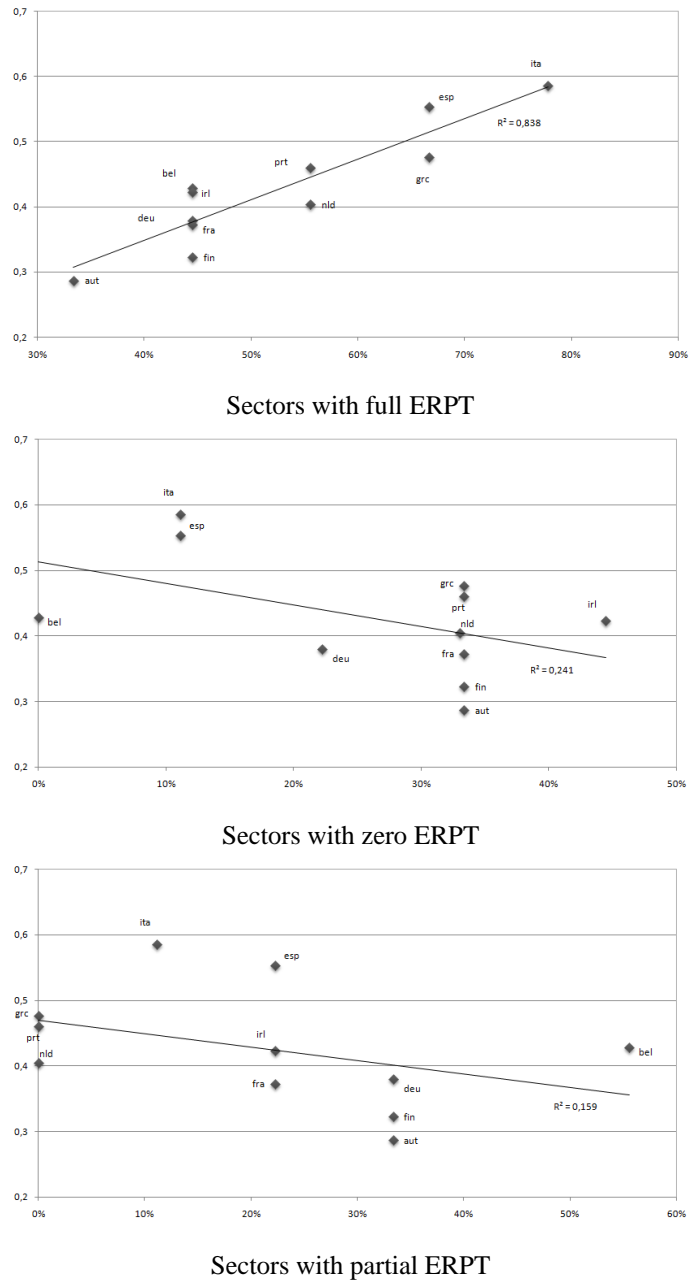 0,7
ita
0,6
esp
R² = 0,838
0,5
prt
bel
grc
irl
0,4
nld
deu
fra
fin
0,3
aut
0,2
30% 40% 50% 60% 70% 80% 90%
Sectors with full ERPT
0,7
ita
0,6
esp
0,5
grc
irl
prt
bel
nld
0,4
fra
deu
R² = 0,241
fin
0,3
aut
0,2
0% 10% 20% 30% 40% 50%
Sectors with zero ERPT
0,7
ita
0,6
esp
0,5
grc
irl
prt
nld
bel
0,4
fra
deu
R² = 0,159
fin
0,3
aut
0,2
0% 10% 20% 30% 40% 50% 60%
Sectors with partial ERPT